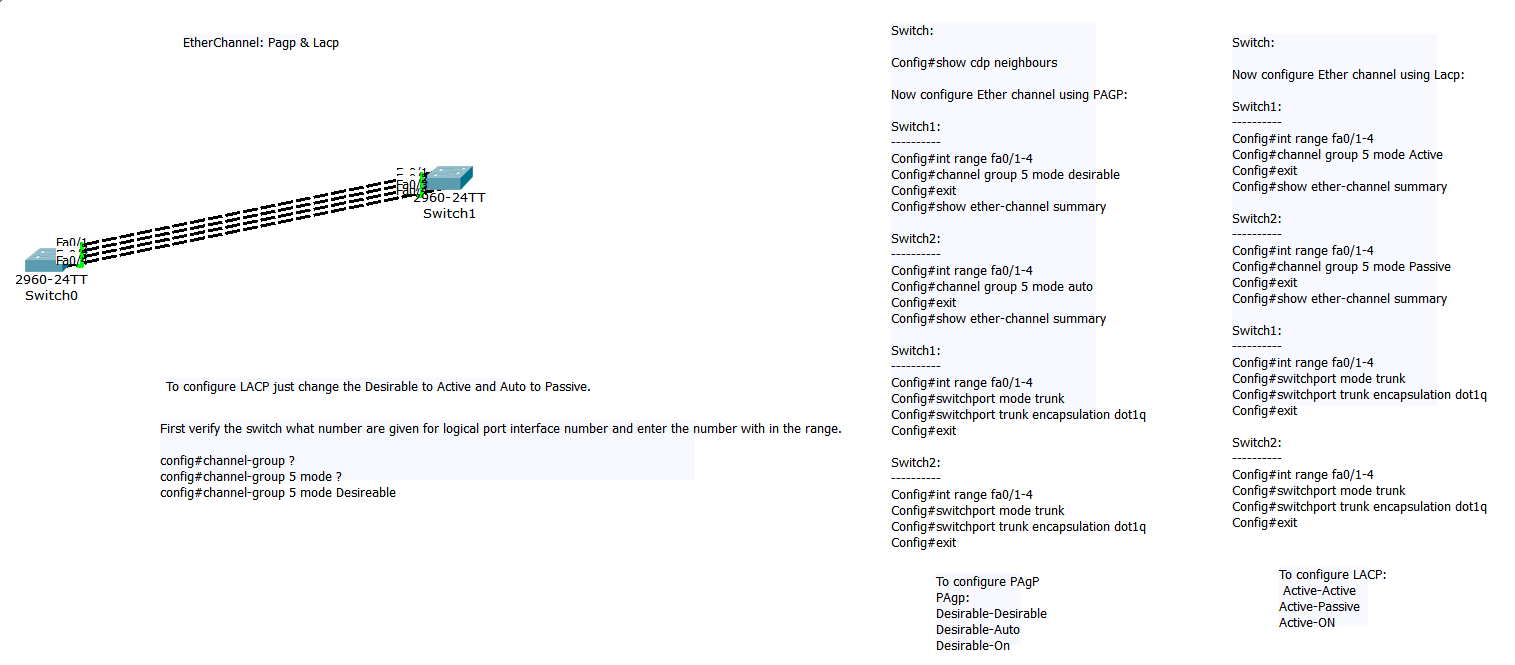 EtherChannel: Pagp & Lacp
Fa0/1
2960-24TT
Switch1
Fa0/1
2960-24TT
Switch0
To configure LACP just change the Desirable to Active and Auto to Passive.
First verify the switch what number are given for logical port interface number and enter the number with in the range.
config#channel-group ?
config#channel-group 5 mode ?
config#channel-group 5 mode Desireable
Switch:
Config#show cdp neighbours
Now configure Ether channel using PAGP:
Switch1:
----------
Config#int range fa0/1-4
Config#channel group 5 mode desirable
Config#exit
Config#show ether-channel summary
Switch2:
----------
Config#int range fa0/1-4
Config#channel group 5 mode auto
Config#exit
Config#show ether-channel summary
Switch1:
----------
Config#int range fa0/1-4
Config#switchport mode trunk
Config#switchport trunk encapsulation dot1q
Config#exit
Switch2:
----------
Config#int range fa0/1-4
Config#switchport mode trunk
Config#switchport trunk encapsulation dot1q
Config#exit
To configure PAgP
PAgp:
Desirable-Desirable
Desirable-Auto
Desirable-On
Switch:
Now configure Ether channel using Lacp:
Switch1:
----------
Config#int range fa0/1-4
Config#channel group 5 mode Active
Config#exit
Config#show ether-channel summary
Switch2:
----------
Config#int range fa0/1-4
Config#channel group 5 mode Passive
Config#exit
Config#show ether-channel summary
Switch1:
----------
Config#int range fa0/1-4
Config#switchport mode trunk
Config#switchport trunk encapsulation dot1q
Config#exit
Switch2:
----------
Config#int range fa0/1-4
Config#switchport mode trunk
Config#switchport trunk encapsulation dot1q
Config#exit
To configure LACP:
Active-Active
Active-Passive
Active-ON